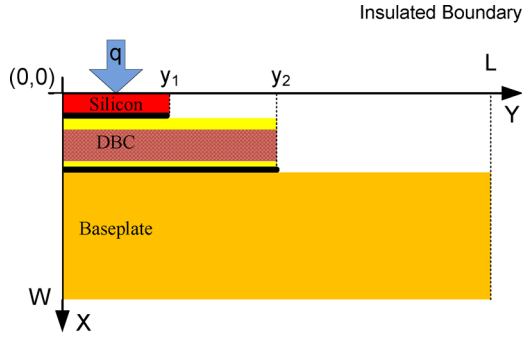 Insulated Boundary
q
(0,0)
y1
y2
L
Y
Silicon
DBC
Baseplate
W
X